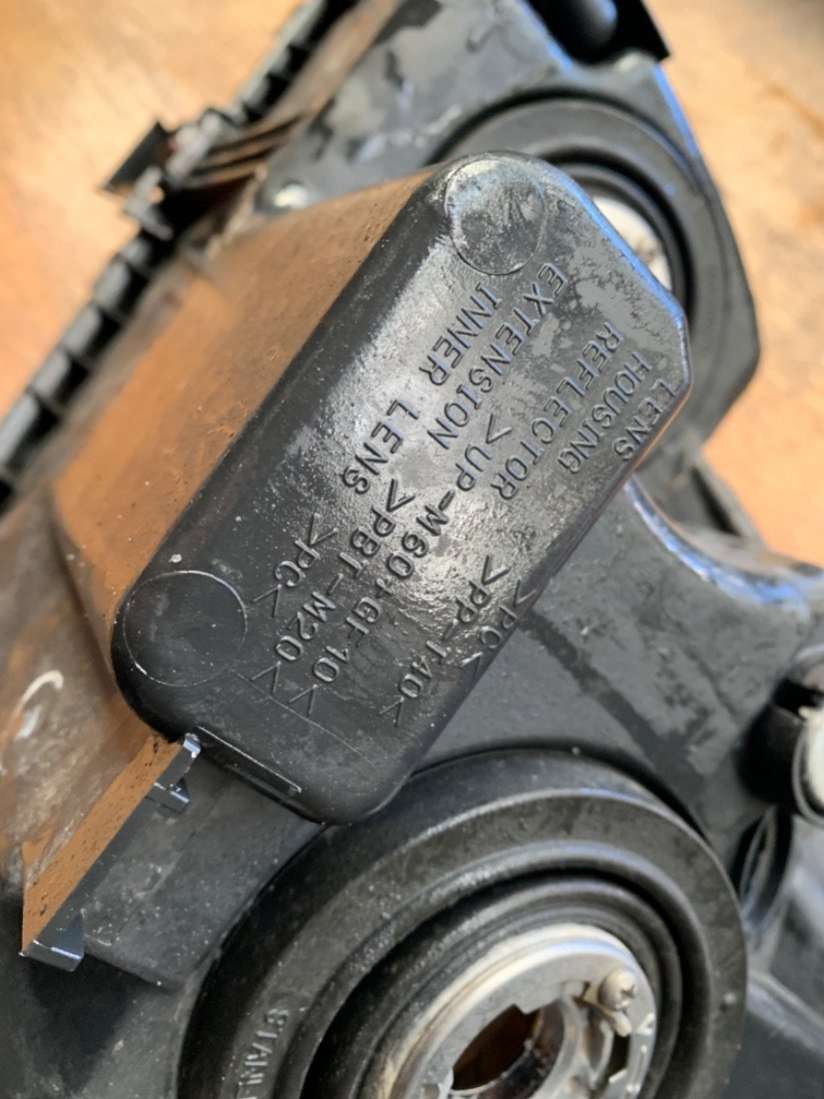 LENS >PC<
HOUSING >PP-T40<
REFLECTOR >UP-M60+GF10<
EXTENSION >PBT-M20<
INNER LENS >PC<